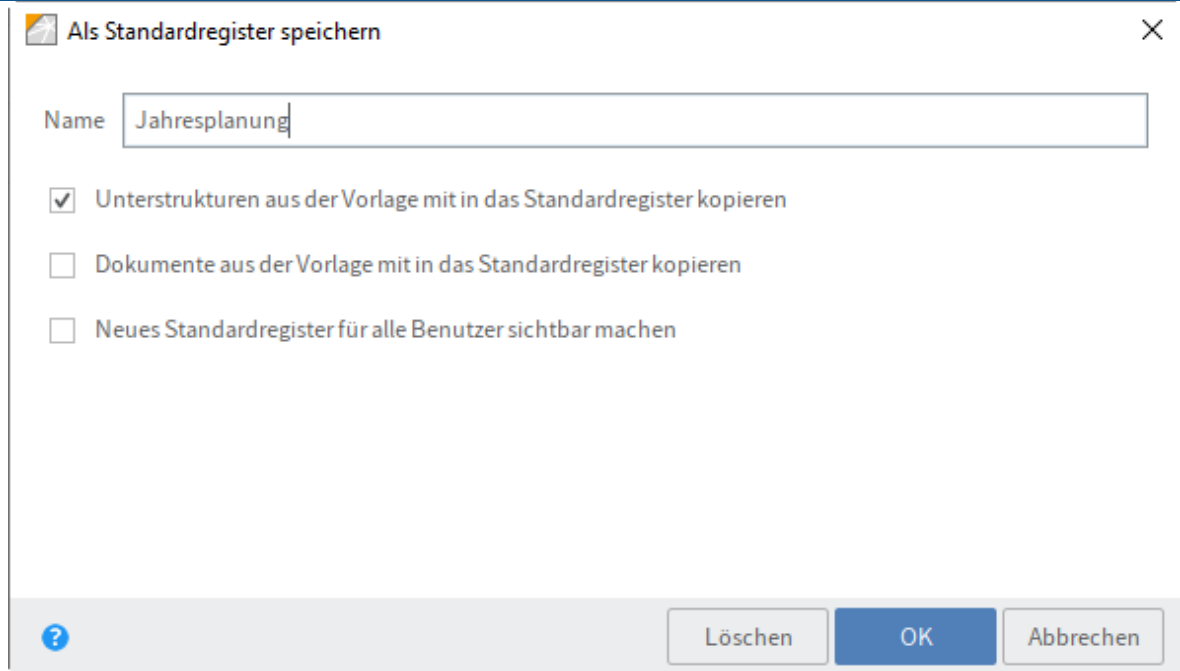 Als Standardregister speichern
Name Jahresplanung
Unterstrukturen aus der Vorlage mit in das Standardregister kopieren
Dokumente aus der Vorlage mit in das Standardregister kopieren
Neues Standardregister für alle Benutzer sichtbar machen
? Löschen OK Abbrechen